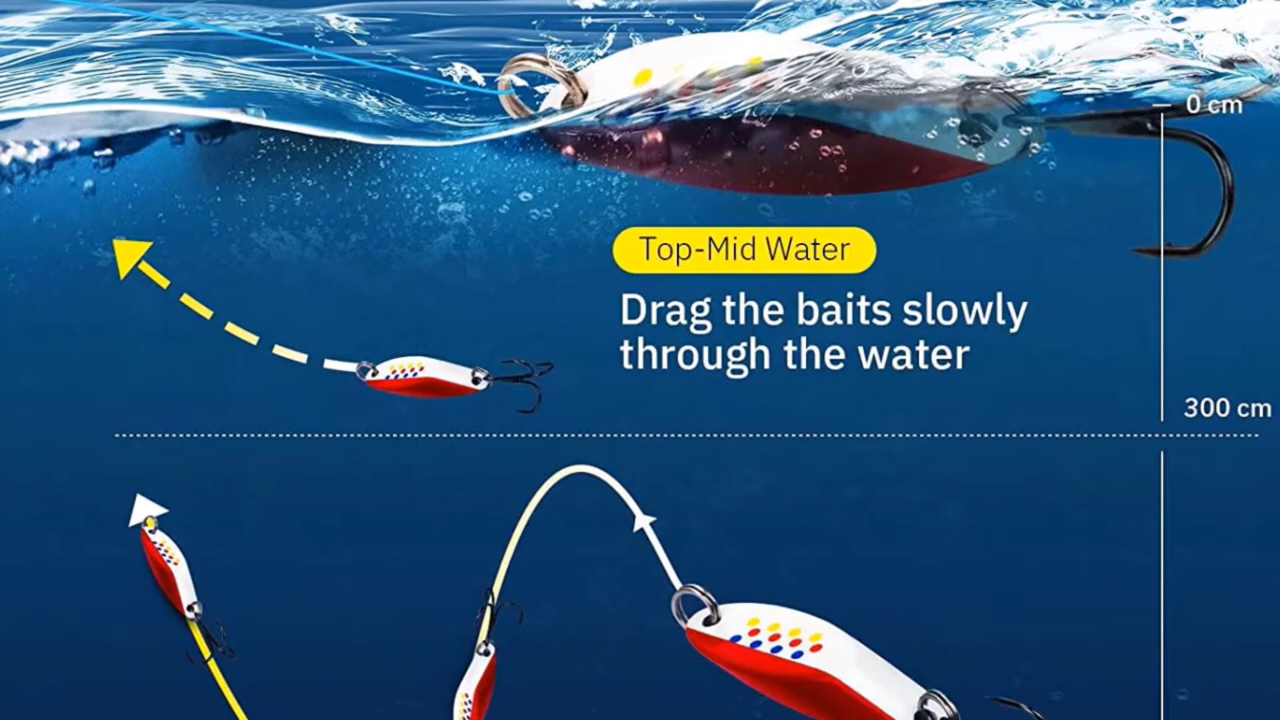 0 cm
Top-Mid Water
Drag the baits slowly
through the water
300 cm